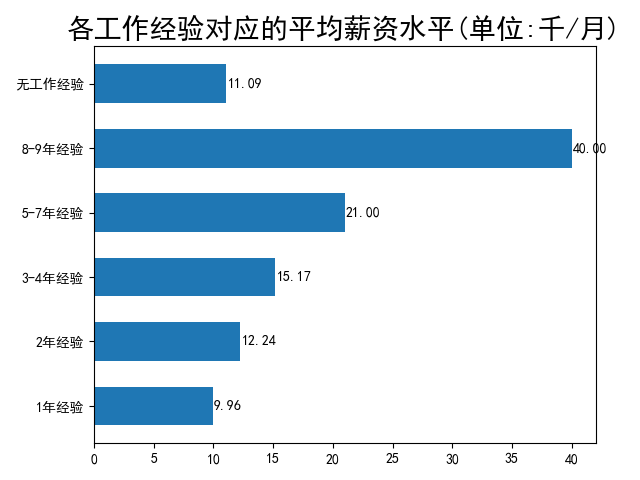 各工作经验对应的平均薪资水平(单位:千/月)
无工作经验 11.09
8-9年经验 40.00
5-7年经验 21.00
3-4年经验 15.17
2年经验 12.24
1年经验 9.96
0 5 10 15 20 25 30 35 40